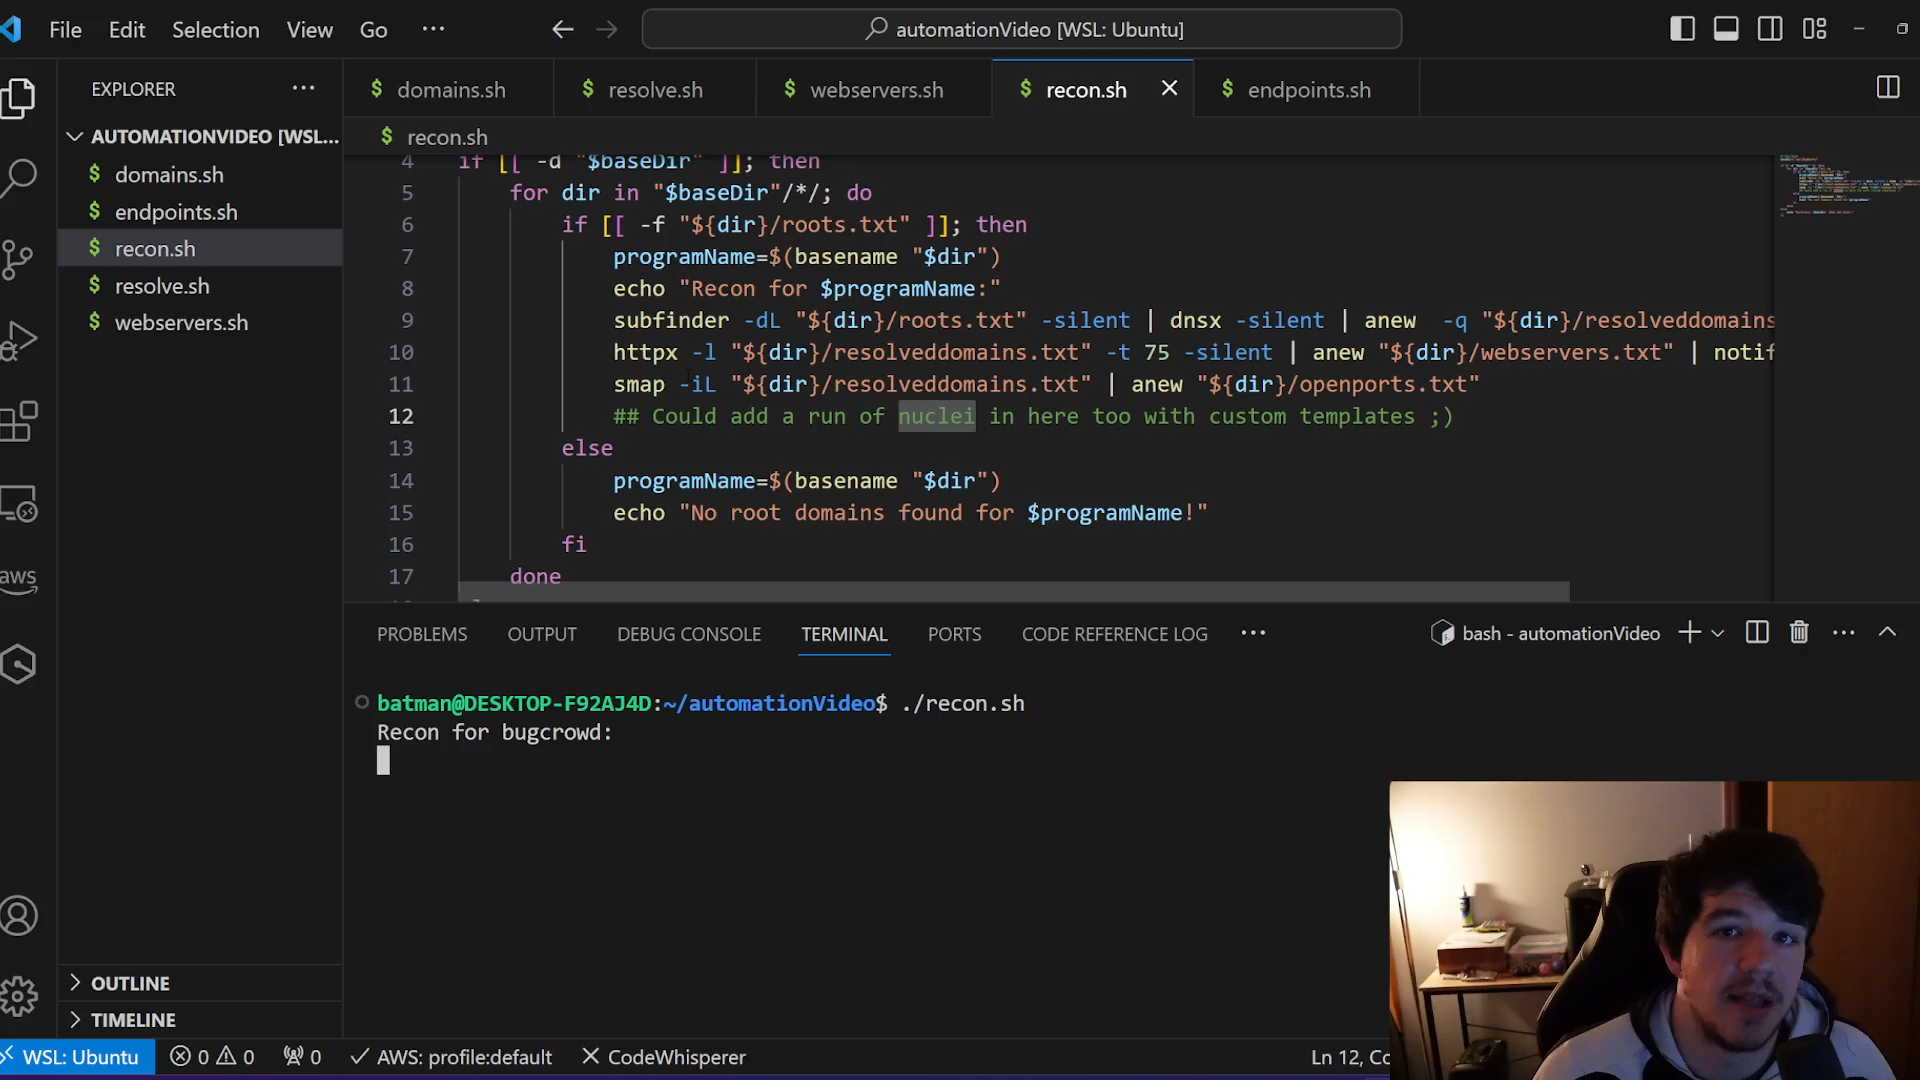 File Edit Selection View Go ··· automationVideo [WSL: Ubuntu]
EXPLORER ···
AUTOMATIONVIDEO [WSL...
$ domains.sh
$ endpoints.sh
$ recon.sh
$ resolve.sh
$ webservers.sh
$ domains.sh $ resolve.sh $ webservers.sh $ recon.sh $ endpoints.sh
$ recon.sh
4 if [[ -d "$baseDir" ]]; then
5 for dir in "$baseDir"/*/; do
6 if [[ -f "${dir}/roots.txt" ]]; then
7 programName=$(basename "$dir")
8 echo "Recon for $programName:"
9 subfinder -dL "${dir}/roots.txt" -silent | dnsx -silent | anew -q "${dir}/resolveddomains
10 httpx -l "${dir}/resolveddomains.txt" -t 75 -silent | anew "${dir}/webservers.txt" | notif
11 smap -iL "${dir}/resolveddomains.txt" | anew "${dir}/openports.txt"
12 ## Could add a run of nuclei in here too with custom templates ;)
13 else
14 programName=$(basename "$dir")
15 echo "No root domains found for $programName!"
16 fi
17 done
PROBLEMS OUTPUT DEBUG CONSOLE TERMINAL PORTS CODE REFERENCE LOG ··· bash - automationVideo
batman@DESKTOP-F92AJ4D:~/automationVideo$ ./recon.sh
Recon for bugcrowd:
aws
OUTLINE
TIMELINE
WSL: Ubuntu 0 0 0 AWS: profile:default CodeWhisperer Ln 12, Co